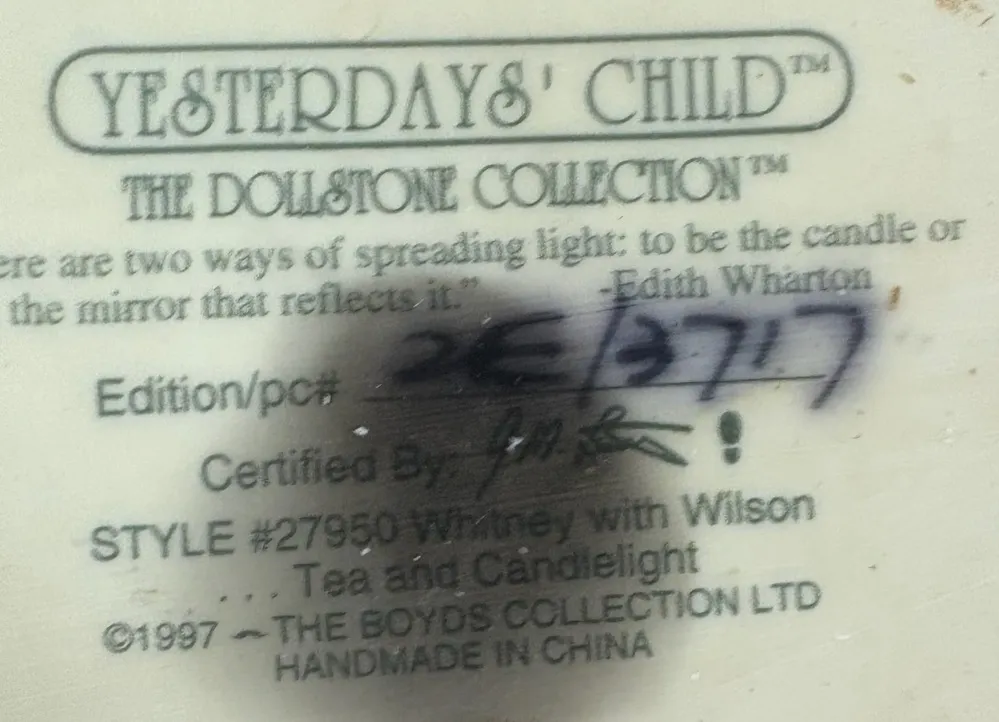 YESTERDAYS' CHILD™
THE DOLLSTONE COLLECTION™
ere are two ways of spreading light: to be the candle or
the mirror that reflects it." -Edith Wharton
Edition/pc# 2E/3717
Certified By:
STYLE #27950 Whitney with Wilson
... Tea and Candlelight
©1997 ~ THE BOYDS COLLECTION LTD
HANDMADE IN CHINA